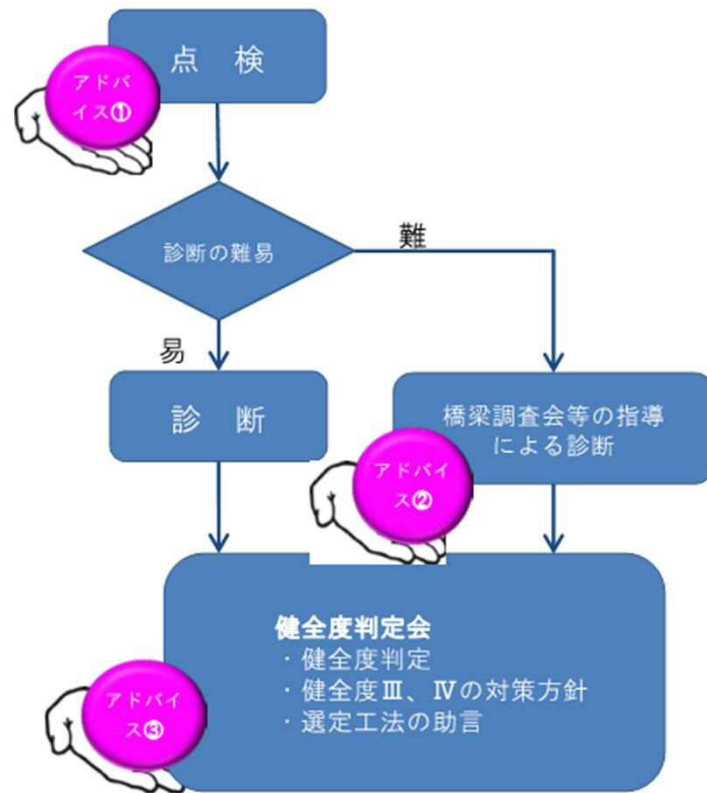 点　検
アドバ
イス①
診断の難易
難
易
診　断
橋梁調査会等の指導
による診断
アドバイ
ス②
健全度判定会
・健全度判定
・健全度Ⅲ、Ⅳの対策方針
・選定工法の助言
アドバイ
ス③